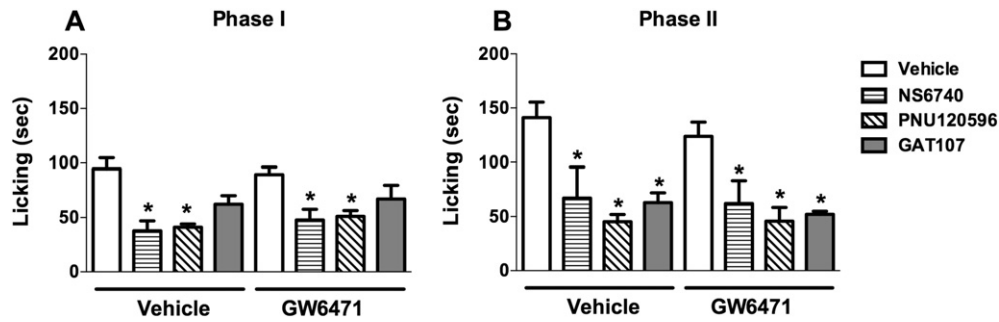 A
Phase I
200
150
100
50
0
Licking (sec)
* * * *
Vehicle GW6471
B
Phase II
200
150
100
50
0
Licking (sec)
* * * * * *
Vehicle GW6471
Vehicle
NS6740
PNU120596
GAT107